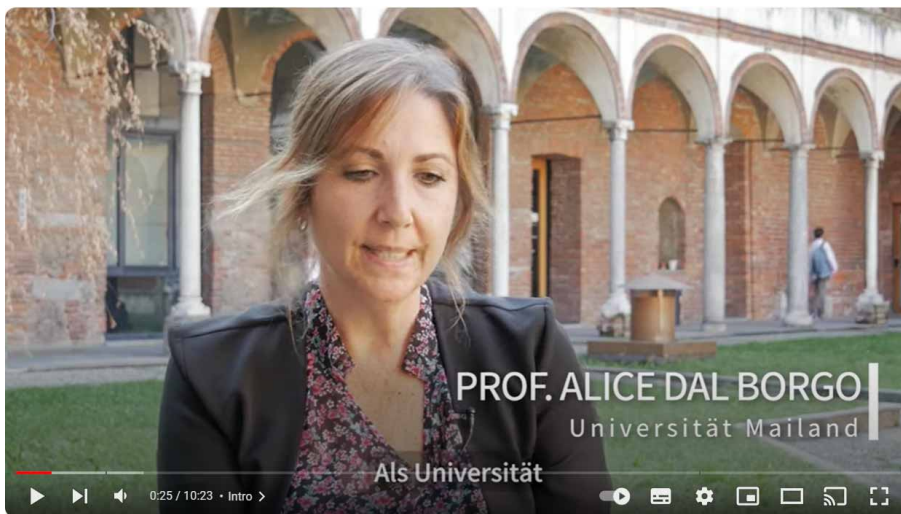 PROF. ALICE DAL BORGO
Universität Mailand
Als Universität
0:25 / 10:23 • Intro >